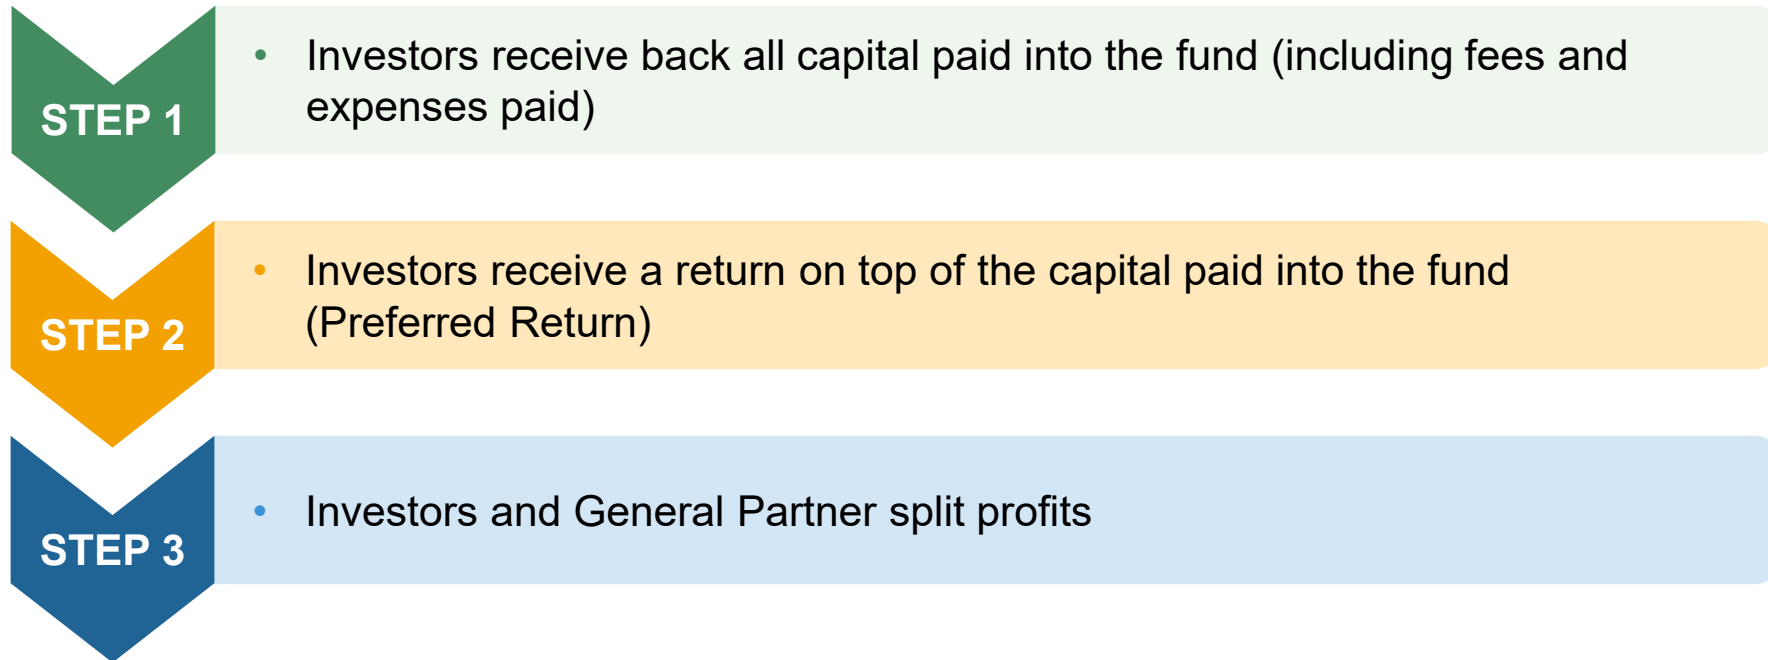 STEP 1
• Investors receive back all capital paid into the fund (including fees and
expenses paid)
STEP 2
• Investors receive a return on top of the capital paid into the fund
(Preferred Return)
STEP 3
• Investors and General Partner split profits